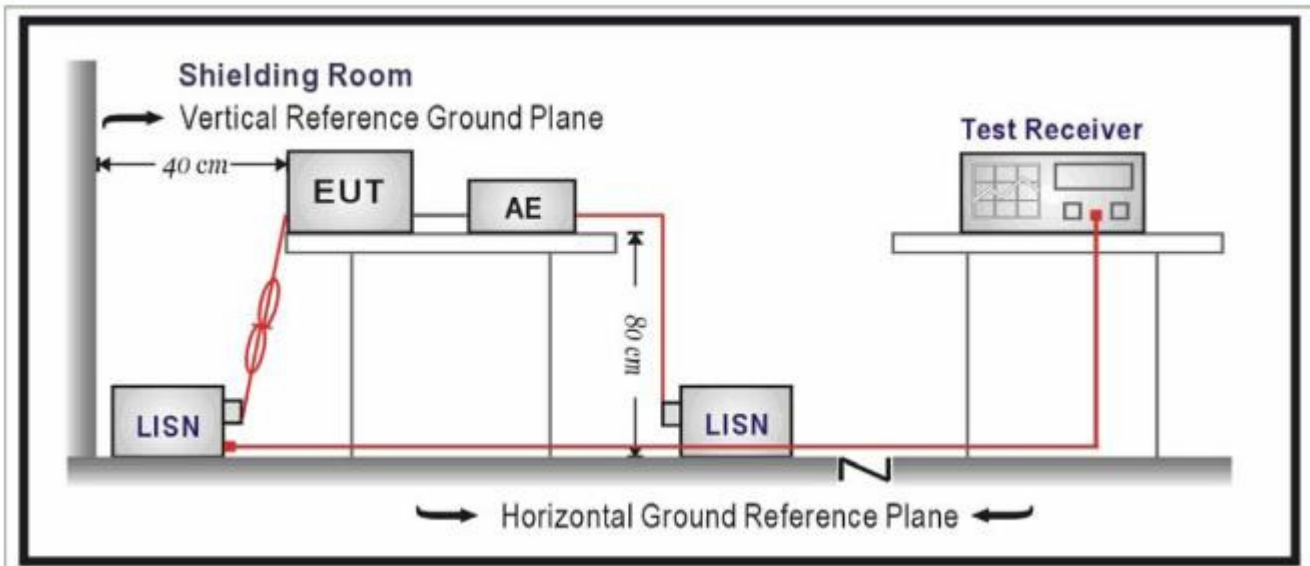 Shielding Room
Vertical Reference Ground Plane
40 cm
EUT
AE
Test Receiver
80 cm
LISN
LISN
Horizontal Ground Reference Plane